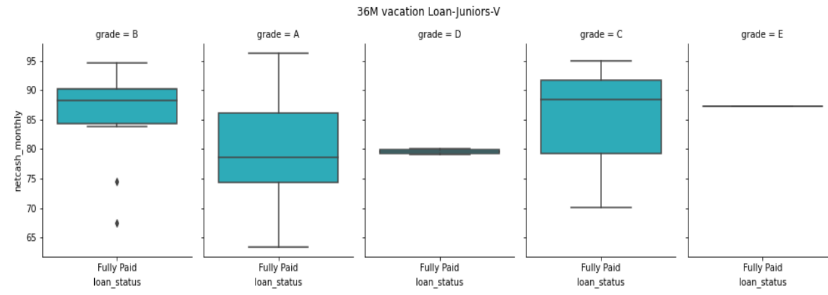 36M vacation Loan-Juniors-V
grade = B
grade = A
grade = D
grade = C
grade = E
netcash_monthly
95
90
85
80
75
70
65
Fully Paid
Fully Paid
Fully Paid
Fully Paid
Fully Paid
loan_status
loan_status
loan_status
loan_status
loan_status